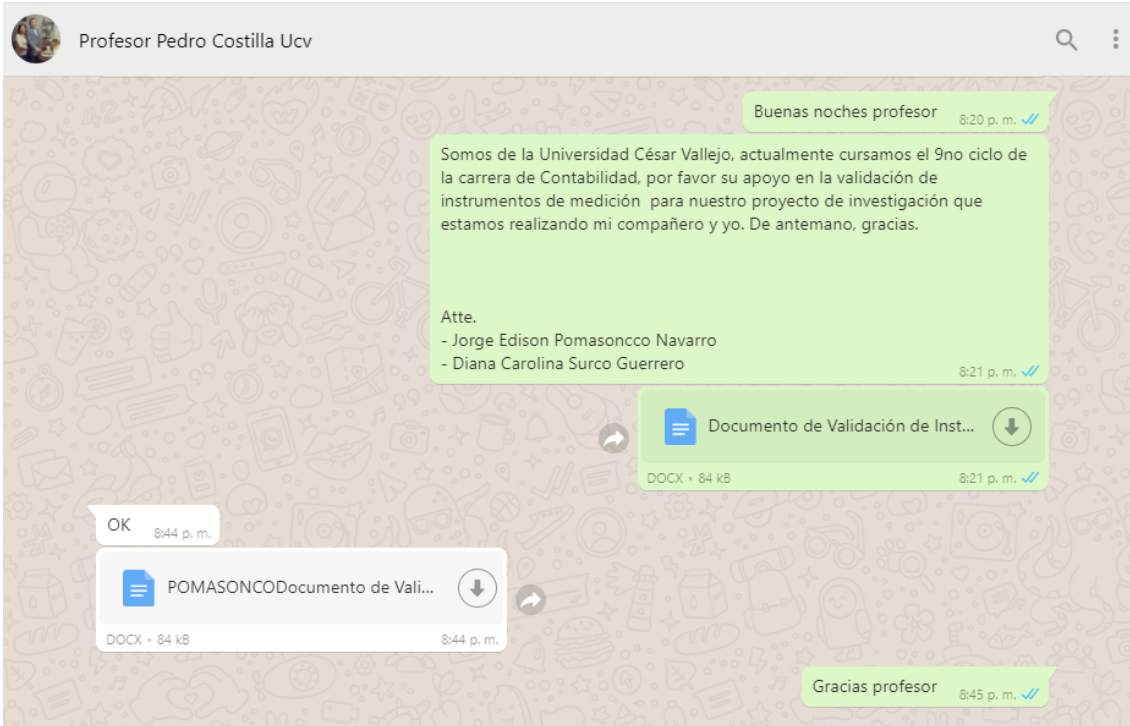 Profesor Pedro Costilla Ucv
Buenas noches profesor
8:20 p. m.
Somos de la Universidad César Vallejo, actualmente cursamos el 9no ciclo de
la carrera de Contabilidad, por favor su apoyo en la validación de
instrumentos de medición para nuestro proyecto de investigación que
estamos realizando mi compañero y yo. De antemano, gracias.
Atte.
- Jorge Edison Pomasoncco Navarro
- Diana Carolina Surco Guerrero
8:21 p. m.
Documento de Validación de Inst...
DOCX • 84 kB
8:21 p. m.
OK
8:44 p. m.
POMASONCODocumento de Vali...
DOCX • 84 kB
8:44 p. m.
Gracias profesor
8:45 p. m.